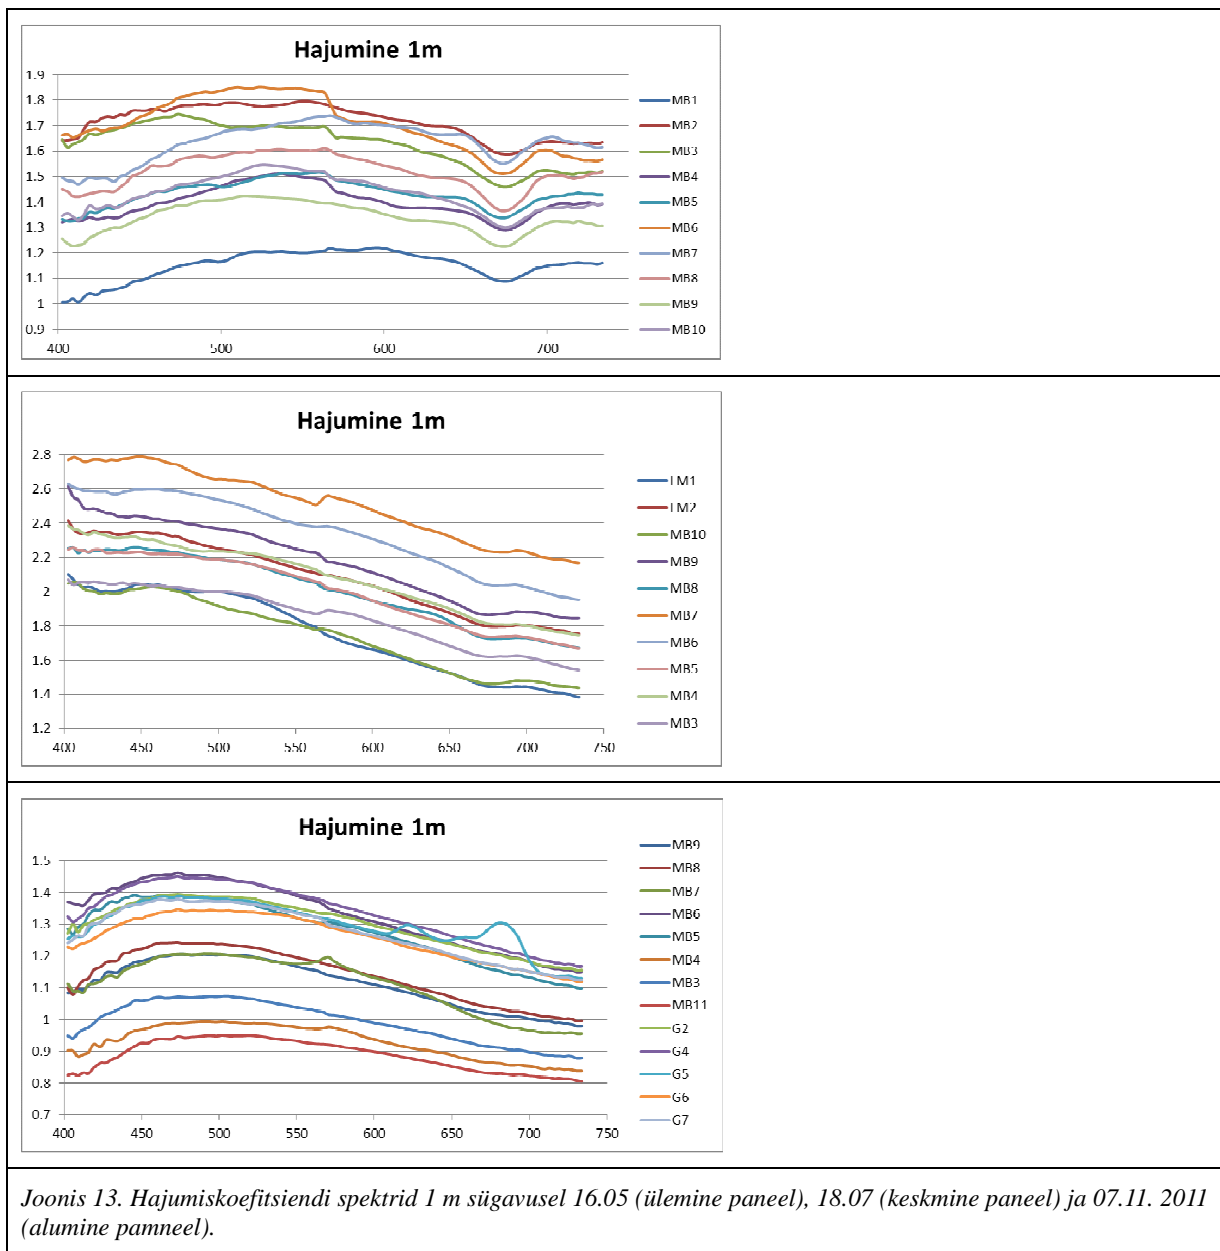 Hajumine 1m
1.9
1.8
1.7
1.6
1.5
1.4
1.3
1.2
1.1
1
0.9
400 500 600 700
MB1
MB2
MB3
MB4
MB5
MB6
MB7
MB8
MB9
MB10
Hajumine 1m
2.8
2.6
2.4
2.2
2
1.8
1.6
1.4
1.2
400 450 500 550 600 650 700 750
LM1
LM2
MB10
MB9
MB8
MB7
MB6
MB5
MB4
MB3
Hajumine 1m
1.5
1.4
1.3
1.2
1.1
1
0.9
0.8
0.7
400 450 500 550 600 650 700 750
MB9
MB8
MB7
MB6
MB5
MB4
MB3
MB11
G2
G4
G5
G6
G7
Joonis 13. Hajumiskoefitsiendi spektrid 1 m sügavusel 16.05 (ülemine paneel), 18.07 (keskmine paneel) ja 07.11. 2011
(alumine pamneel).